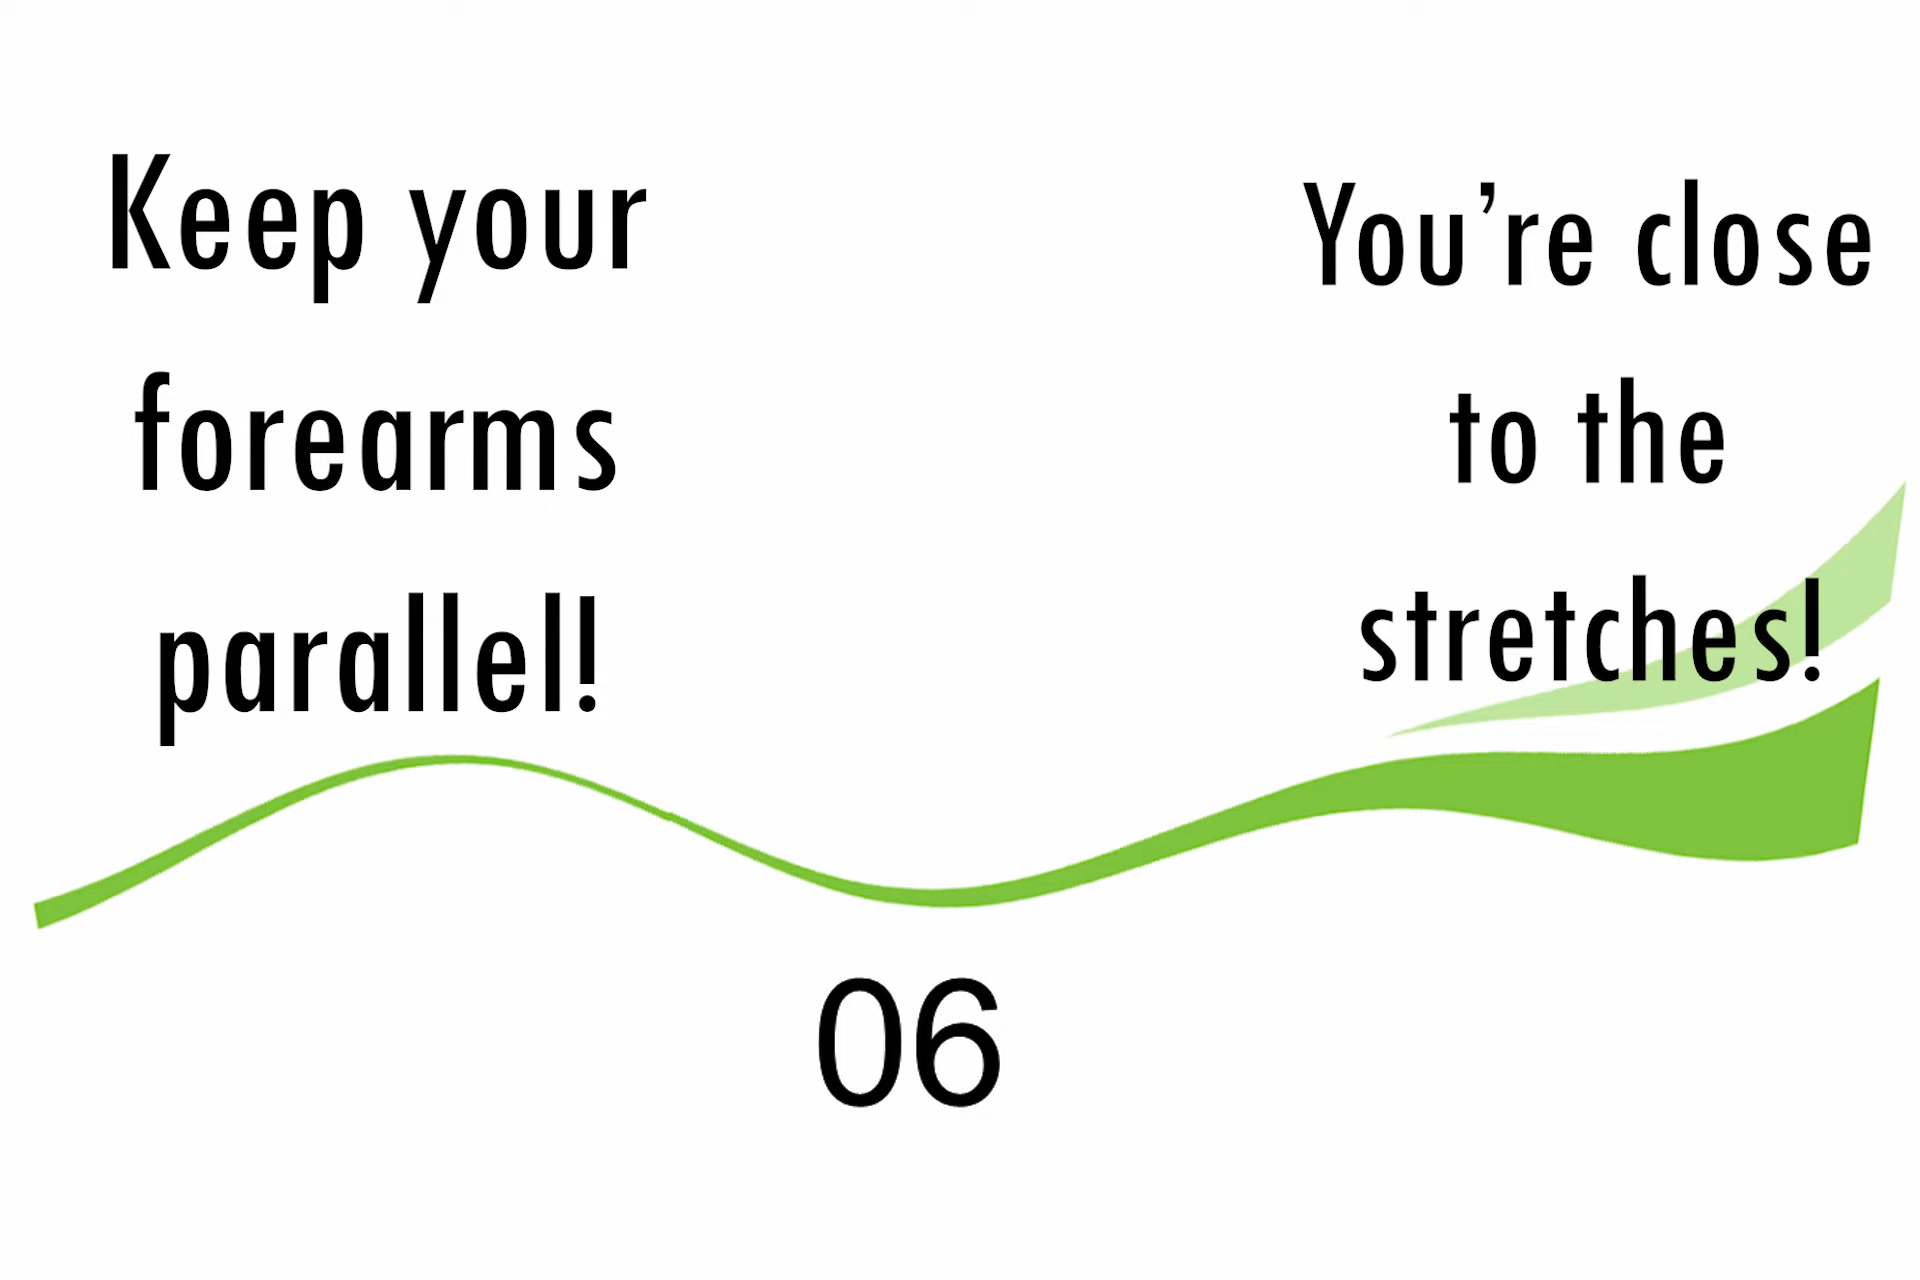 Keep your
forearms
parallel!
You’re close
to the
stretches!
06